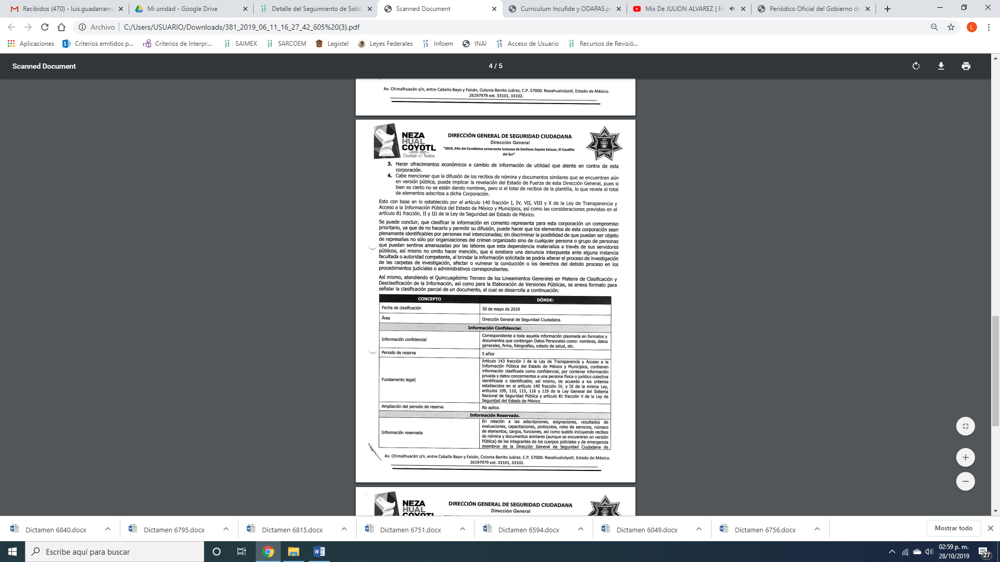 Recibidos (470) - luis.guadarrama
Mi unidad - Google Drive
Detalle del Seguimiento de Solici
Scanned Document
Curriculum Incufide y ODAPAS.p
Mix De JULION ALVAREZ | Es
Periódico Oficial del Gobierno de
Archivo
C:/Users/USUARIO/Downloads/381_2019_06_11_16_27_42_605%20(3).pdf
L
Aplicaciones
Criterios emitidos p...
Criterios de Interpr...
SAIMEX
SARCOEM
Legistel
Leyes Federales
Infoem
INAI
Acceso de Usuario
Recursos de Revisió...
Scanned Document
4 / 5
Av. Chimalhuacán s/n, entre Caballo Bayo y Faisán, Colonia Benito Juárez, C.P. 57000. Nezahualcóyotl, Estado de México.
26197979 ext. 33101, 33102.
NEZA
HUAL
COYOTL
• 2019 - 2021 •
Ciudad de Todos
DIRECCIÓN GENERAL DE SEGURIDAD CIUDADANA
Dirección General
"2019, Año del Centésimo aniversario luctuoso de Emiliano Zapata Salazar, El Caudillo
del Sur"
3. Hacer ofrecimientos económicos a cambio de información de utilidad que atente en contra de esta
corporación.
4. Cabe mencionar que la difusión de los recibos de nómina y documentos similares que se encuentren aún
en versión pública, puede implicar la revelación del Estado de Fuerza de esta Dirección General, pues si
bien es cierto no se están dando nombres, pero si el total de recibos de la plantilla, lo que revela el total
de elementos adscritos a dicha Corporación.
Esto con base en lo establecido por el artículo 140 fracción I, IV, VII, VIII y X de la Ley de Transparencia y
Acceso a la Información Pública del Estado de México y Municipios, así como las consideraciones previstas en el
artículo 81 fracción, II y III de la Ley de Seguridad del Estado de México.
Se puede concluir, que clasificar la información en comento representa para esta corporación un compromiso
prioritario, ya que de no hacerlo y permitir su difusión, puede hacer que los elementos de esta corporación sean
plenamente identificables por personas mal intencionadas; sin discriminar la posibilidad de que puedan ser objeto
de represalias no sólo por organizaciones del crimen organizado sino de cualquier persona o grupo de personas
que puedan sentirse amenazadas por las labores que esta dependencia materializa a través de sus servidores
públicos, así mismo no omito hacer mención, que si existiera una denuncia interpuesta ante alguna instancia
facultada o autoridad competente, al brindar la información solicitada se podría alterar el proceso de investigación
de las carpetas de investigación, afectar o vulnerar la conducción o los derechos del debido proceso en los
procedimientos judiciales o administrativos correspondientes.
Así mismo, atendiendo el Quincuagésimo Tercero de los Lineamientos Generales en Materia de Clasificación y
Desclasificación de la Información, así como para la Elaboración de Versiones Públicas, se anexa formato para
señalar la clasificación parcial de un documento, el cual se desarrolla a continuación:
CONCEPTO
DÓNDE:
Fecha de clasificación
30 de mayo de 2019
Área
Dirección General de Seguridad Ciudadana.
Información Confidencial.
Información confidencial
Correspondiente a toda aquella información plasmada en formatos y
documentos que contengan Datos Personales como: nombres, datos
generales, firma, fotografías, estado de salud, etc.
Periodo de reserva
5 años
Fundamento legal
Artículo 143 fracción I de la Ley de Transparencia y Acceso a la
Información Pública del Estado de México y Municipios, contienen
información clasificada como confidencial, por contener información
privada y datos concernientes a una persona física o jurídico colectiva
identificada o identificable; así mismo, de acuerdo a los criterios
establecidos en el artículo 140 fracción IV, y IX de la misma Ley,
artículos 109, 110, 115, 116 y 119 de la Ley General del Sistema
Nacional de Seguridad Pública y artículo 81 fracción V de la Ley de
Seguridad del Estado de México
Ampliación del periodo de reserva
No aplica.
Información Reservada.
Información reservada
En relación a las adscripciones, asignaciones, resultados de
evaluaciones, capacitaciones, protocolos, roles de servicios, número
de elementos, cargos, funciones, así como sueldo incluyendo recibos
de nómina y documentos similares (aunque se encuentren en versión
Pública) de los integrantes de los cuerpos policiales y de emergencia
miembros de la Dirección General de Seguridad Ciudadana de
Av. Chimalhuacán s/n, entre Caballo Bayo y Faisán, Colonia Benito Juárez, C.P. 57000. Nezahualcóyotl, Estado de México.
26197979 ext. 33101, 33102.
NEZA
HUAL
COYOTL
DIRECCIÓN GENERAL DE SEGURIDAD CIUDADANA
Dirección General
Dictamen 6840.docx
Dictamen 6795.docx
Dictamen 6815.docx
Dictamen 6751.docx
Dictamen 6594.docx
Dictamen 6049.docx
Dictamen 6756.docx
Mostrar todo
Escribe aquí para buscar
02:59 p. m.
28/10/2019
27